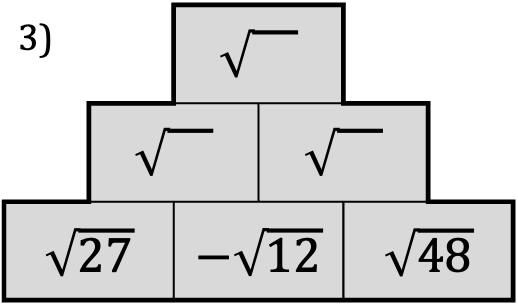 3)
√
√ √
√27 −√12 √48